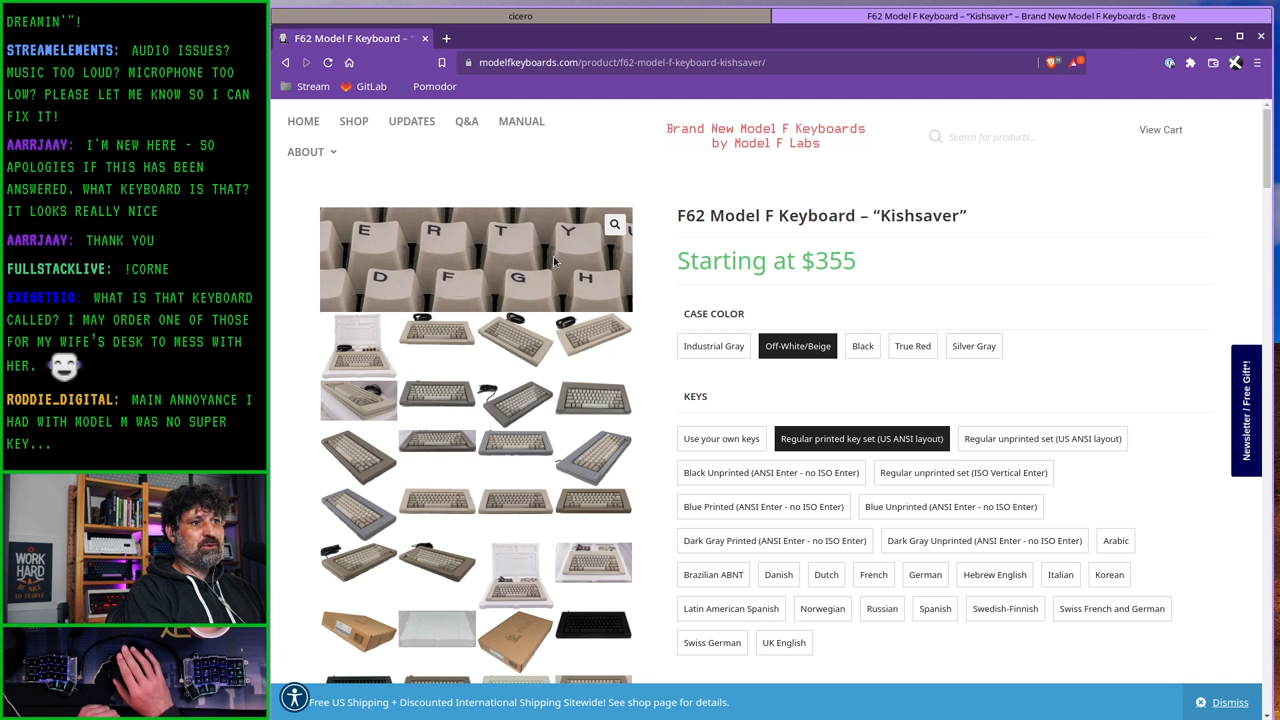 DREAMIN'"!
STREAMELEMENTS: AUDIO ISSUES?
MUSIC TOO LOUD? MICROPHONE TOO
LOW? PLEASE LET ME KNOW SO I CAN
FIX IT!
AARRJAAY: I'M NEW HERE - SO
APOLOGIES IF THIS HAS BEEN
ANSWERED. WHAT KEYBOARD IS THAT?
IT LOOKS REALLY NICE
AARRJAAY: THANK YOU
FULLSTACKLIVE: !CORNE
EXEGETEIO: WHAT IS THAT KEYBOARD
CALLED? I MAY ORDER ONE OF THOSE
FOR MY WIFE'S DESK TO MESS WITH
HER.
RODDIE_DIGITAL: MAIN ANNOYANCE I
HAD WITH MODEL M WAS NO SUPER
KEY...
WORK
HARD
cicero
F62 Model F Keyboard – “Kishsaver” – Brand New Model F Keyboards - Brave
F62 Model F Keyboard –
modelfkeyboards.com/product/f62-model-f-keyboard-kishsaver/
Stream GitLab Pomodor
HOME SHOP UPDATES Q&A MANUAL
ABOUT
Brand New Model F Keyboards
by Model F Labs
Search for products...
View Cart
E R T Y U
D F G H
F62 Model F Keyboard – “Kishsaver”
Starting at $355
CASE COLOR
Industrial Gray Off-White/Beige Black True Red Silver Gray
KEYS
Use your own keys Regular printed key set (US ANSI layout) Regular unprinted set (US ANSI layout)
Black Unprinted (ANSI Enter - no ISO Enter) Regular unprinted set (ISO Vertical Enter)
Blue Printed (ANSI Enter - no ISO Enter) Blue Unprinted (ANSI Enter - no ISO Enter)
Dark Gray Printed (ANSI Enter - no ISO Enter) Dark Gray Unprinted (ANSI Enter - no ISO Enter) Arabic
Brazilian ABNT Danish Dutch French German Hebrew English Italian Korean
Latin American Spanish Norwegian Russian Spanish Swedish-Finnish Swiss French and German
Swiss German UK English
Newsletter / Free Gift*!
Free US Shipping + Discounted International Shipping Sitewide! See shop page for details.
Dismiss